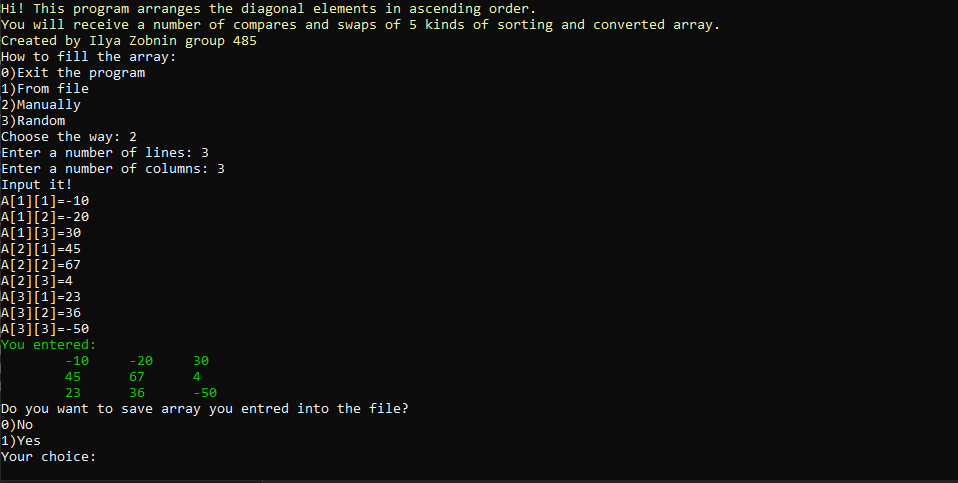 Hi! This program arranges the diagonal elements in ascending order.
You will receive a number of compares and swaps of 5 kinds of sorting and converted array.
Created by Ilya Zobnin group 485
How to fill the array:
0)Exit the program
1)From file
2)Manually
3)Random
Choose the way: 2
Enter a number of lines: 3
Enter a number of columns: 3
Input it!
A[1][1]=-10
A[1][2]=-20
A[1][3]=30
A[2][1]=45
A[2][2]=67
A[2][3]=4
A[3][1]=23
A[3][2]=36
A[3][3]=-50
You entered:
-10 -20 30
45 67 4
23 36 -50
Do you want to save array you entred into the file?
0)No
1)Yes
Your choice: